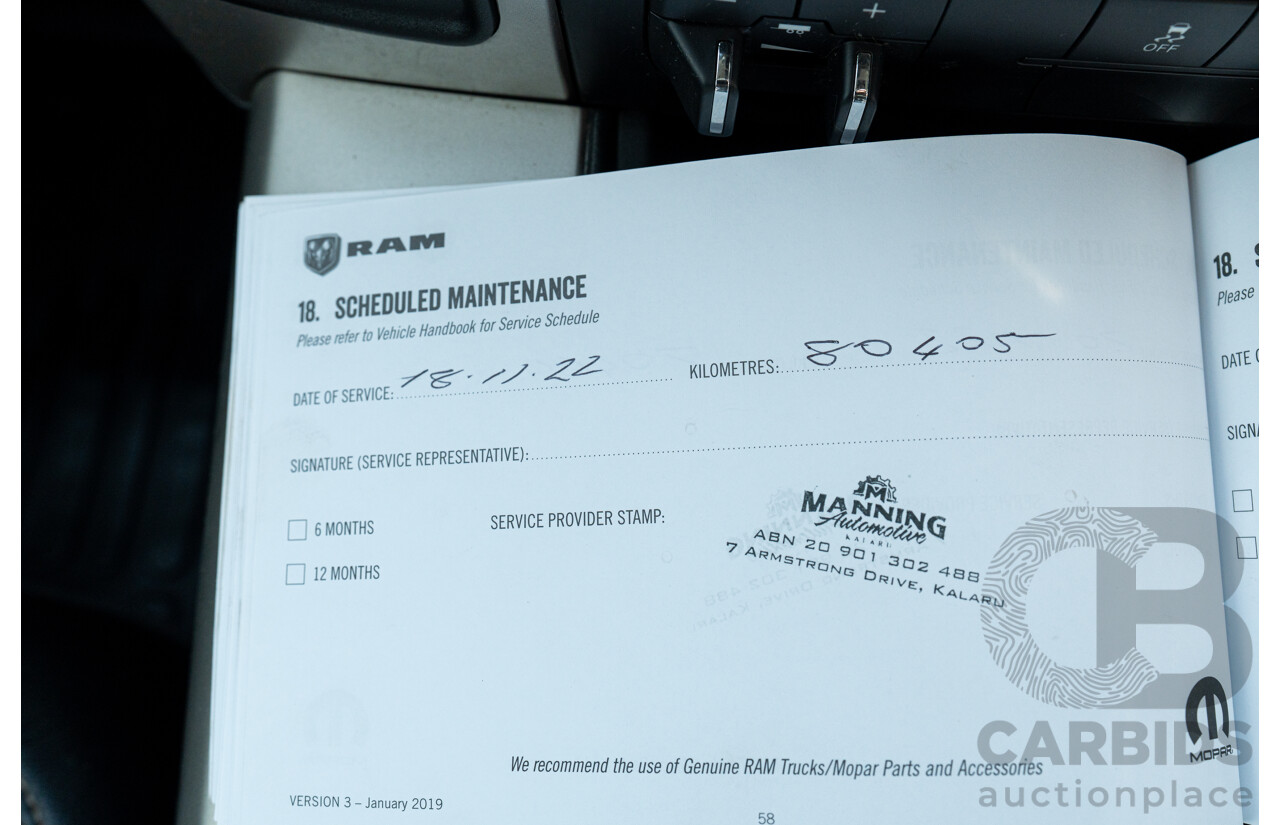 − +
OFF
RAM
18. SCHEDULED MAINTENANCE
Please refer to Vehicle Handbook for Service Schedule
DATE OF SERVICE: 18.11.22 KILOMETRES: 80405
SIGNATURE (SERVICE REPRESENTATIVE):
6 MONTHS
12 MONTHS
SERVICE PROVIDER STAMP:
M
MANNING
Automotive
KALARU
ABN 20 901 302 488
7 ARMSTRONG DRIVE, KALARU
We recommend the use of Genuine RAM Trucks/Mopar Parts and Accessories
MOPAR
VERSION 3 – January 2019
58
18.
Please
DATE
SIGNA
CARBIDS
auctionplace